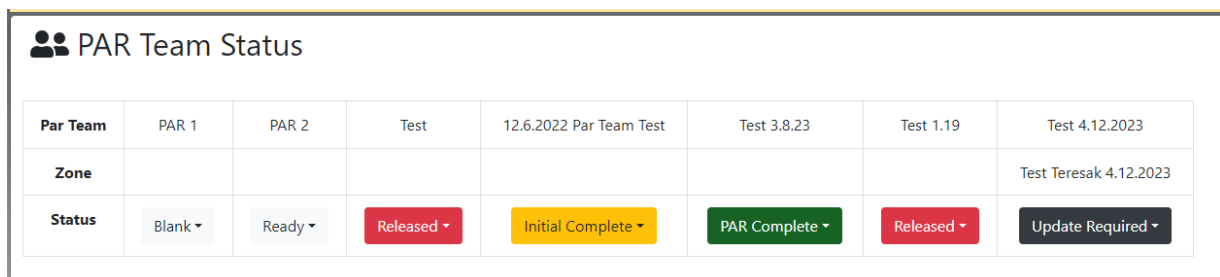 PAR Team Status
Par Team PAR 1 PAR 2 Test 12.6.2022 Par Team Test Test 3.8.23 Test 1.19 Test 4.12.2023
Zone Test Teresak 4.12.2023
Status Blank Ready Released Initial Complete PAR Complete Released Update Required